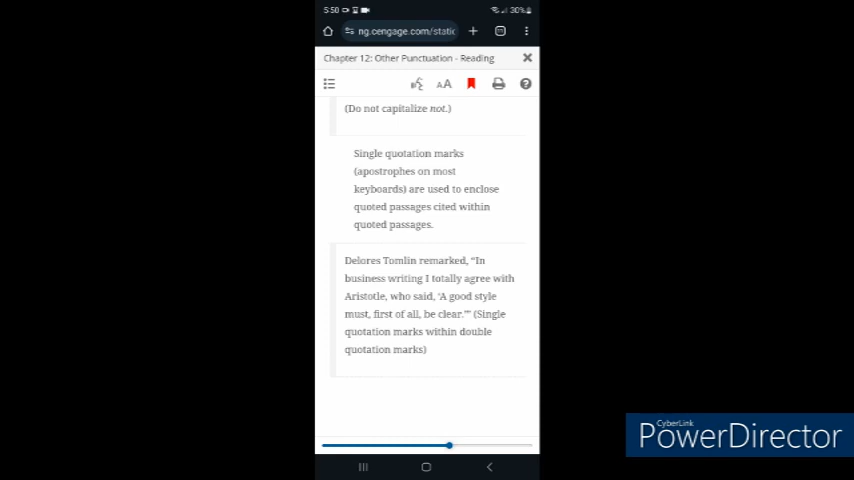 5:50 30%
ng.cengage.com/static
Chapter 12: Other Punctuation - Reading
AA
(Do not capitalize not.)
Single quotation marks
(apostrophes on most
keyboards) are used to enclose
quoted passages cited within
quoted passages.
Delores Tomlin remarked, “In
business writing I totally agree with
Aristotle, who said, ‘A good style
must, first of all, be clear.’” (Single
quotation marks within double
quotation marks)
CyberLink
PowerDirector